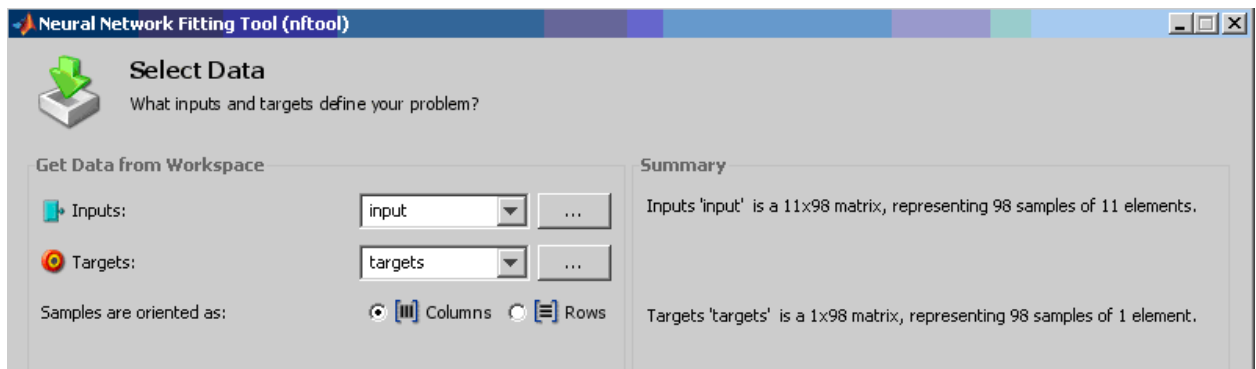 Neural Network Fitting Tool (nftool)
Select Data
What inputs and targets define your problem?
Get Data from Workspace
Inputs:
input
...
Targets:
targets
...
Samples are oriented as:
Columns
Rows
Summary
Inputs 'input' is a 11x98 matrix, representing 98 samples of 11 elements.
Targets 'targets' is a 1x98 matrix, representing 98 samples of 1 element.